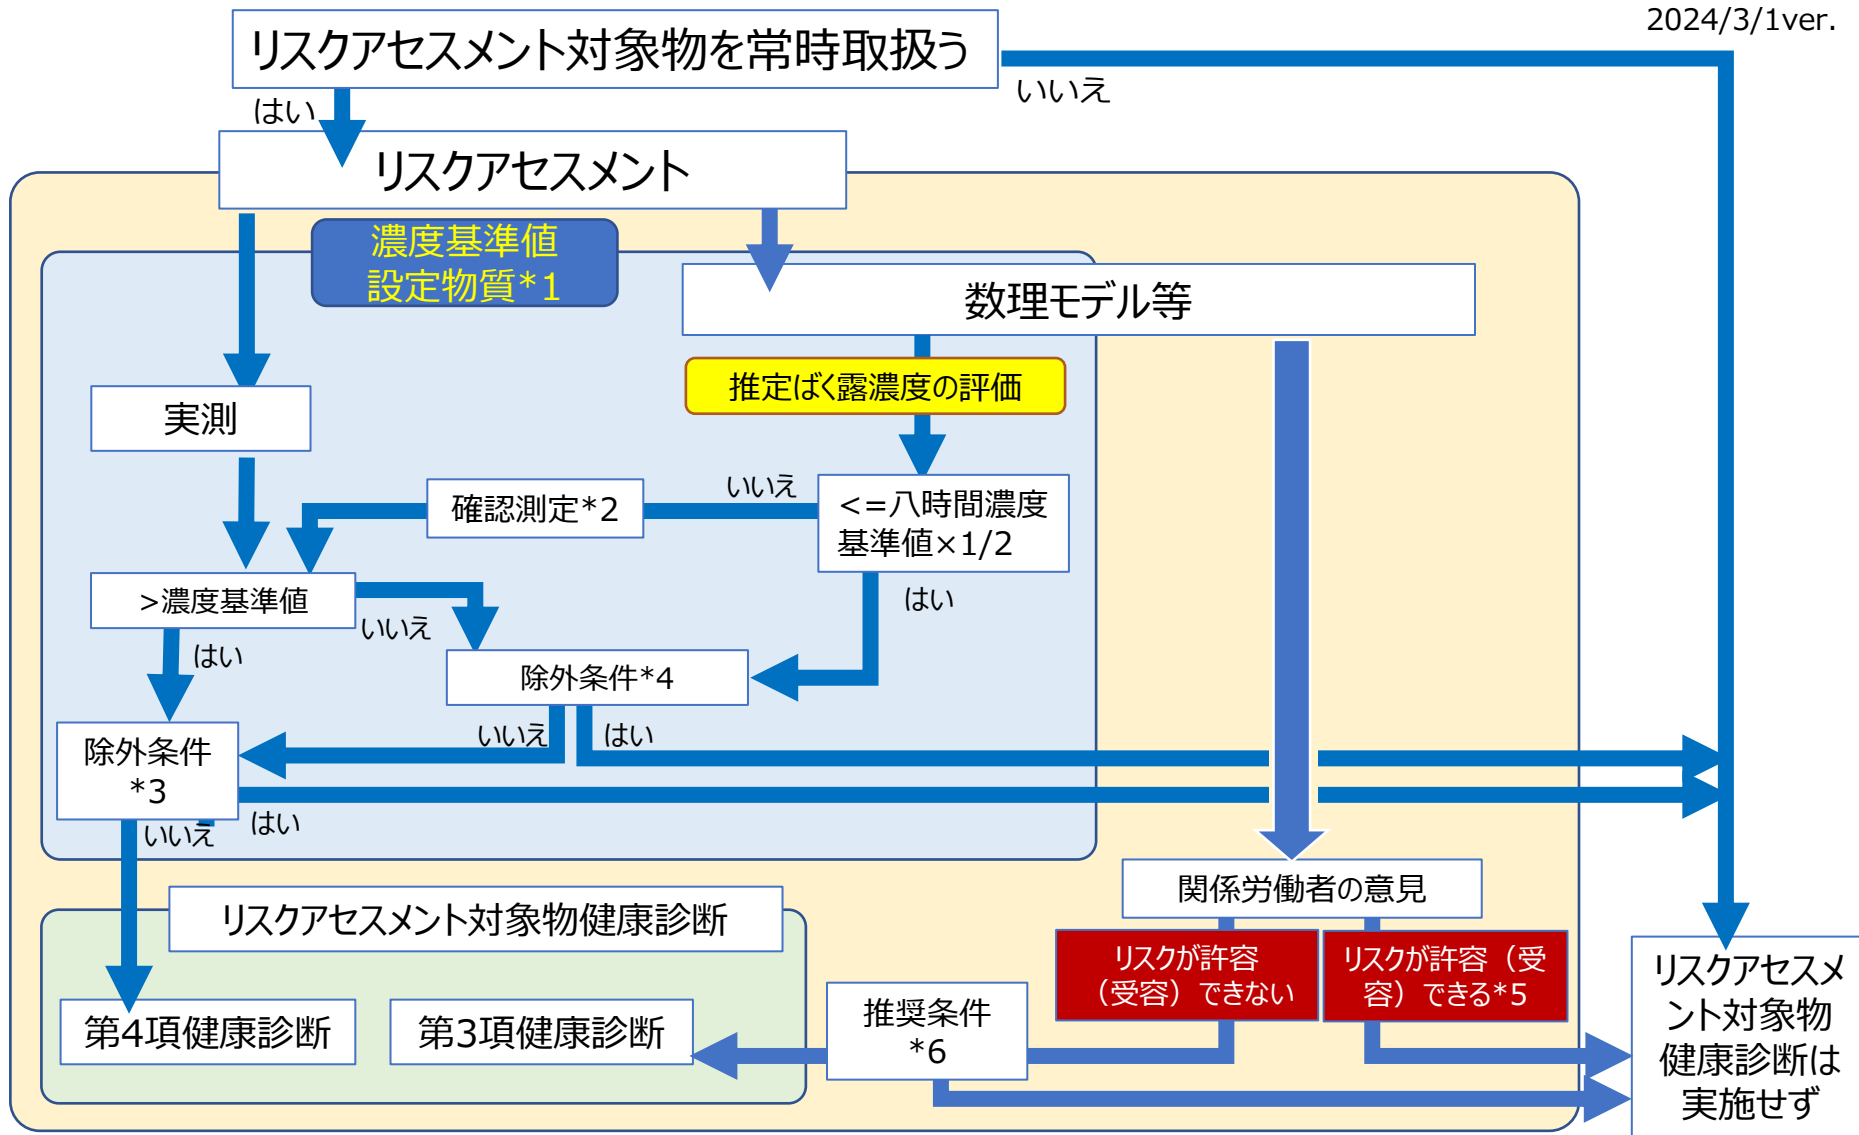 2024/3/1ver.
リスクアセスメント対象物を常時取扱う
いいえ
はい
リスクアセスメント
濃度基準値
設定物質*1
数理モデル等
推定ばく露濃度の評価
実測
いいえ
確認測定*2
<=八時間濃度
基準値×1/2
>濃度基準値
いいえ
はい
はい
除外条件*4
いいえ
はい
除外条件
*3
いいえ
はい
関係労働者の意見
リスクアセスメント対象物健康診断
リスクが許容
（受容）できない
リスクが許容（受
容）できる*5
第4項健康診断
第3項健康診断
推奨条件
*6
リスクアセスメ
ント対象物
健康診断は
実施せず